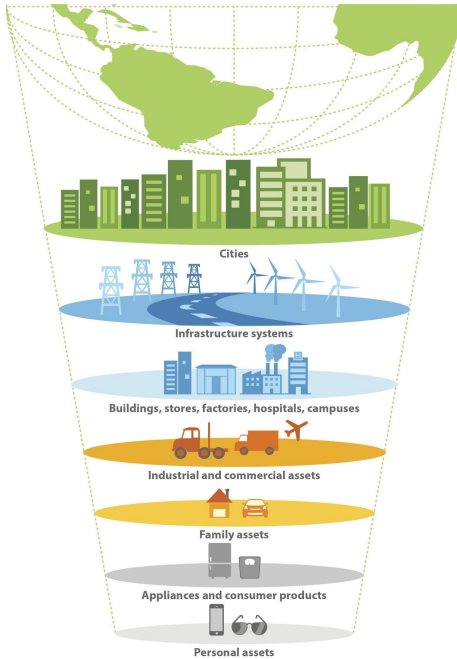 Cities
Infrastructure systems
Buildings, stores, factories, hospitals, campuses
Industrial and commercial assets
Family assets
Appliances and consumer products
Personal assets